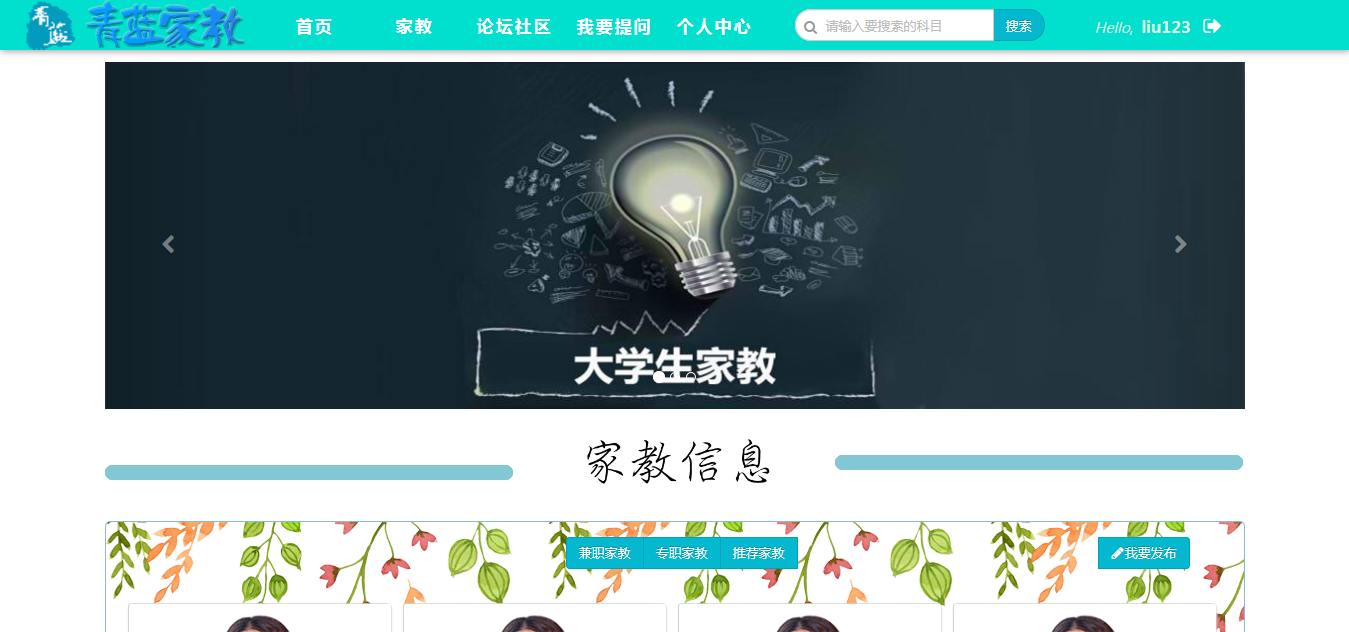 青蓝 青蓝家教 首页 家教 论坛社区 我要提问 个人中心 请输入要搜索的科目 搜索 Hello, liu123
大学生家教
家教信息
兼职家教 专职家教 推荐家教 我要发布